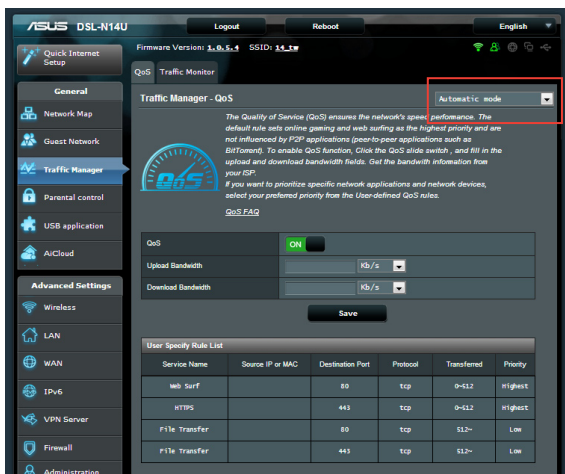 ASUS DSL-N14U
Logout
Reboot
English
Quick Internet
Setup
Firmware Version: 1.0.5.4 SSID: 14_tw
QoS Traffic Monitor
General
Network Map
Guest Network
Traffic Manager
Parental control
USB application
AiCloud
Advanced Settings
Wireless
LAN
WAN
IPv6
VPN Server
Firewall
Administration
Traffic Manager - QoS
Automatic mode
QoS
The Quality of Service (QoS) ensures the network's speed performance. The
default rule sets online gaming and web surfing as the highest priority and are
not influenced by P2P applications (peer-to-peer applications such as
BitTorrent). To enable QoS function, Click the QoS slide switch , and fill in the
upload and download bandwidth fields. Get the bandwith infomation from
your ISP.
If you want to prioritize specific network applications and network devices,
select your preferred priority from the User-defined QoS rules.
QoS FAQ
QoS ON
Upload Bandwidth Kb/s
Download Bandwidth Kb/s
Save
User Specify Rule List
Service Name Source IP or MAC Destination Port Protocol Transferred Priority
Web Surf 80 tcp 0~512 Highest
HTTPS 443 tcp 0~512 Highest
File Transfer 80 tcp 512~ Low
File Transfer 443 tcp 512~ Low